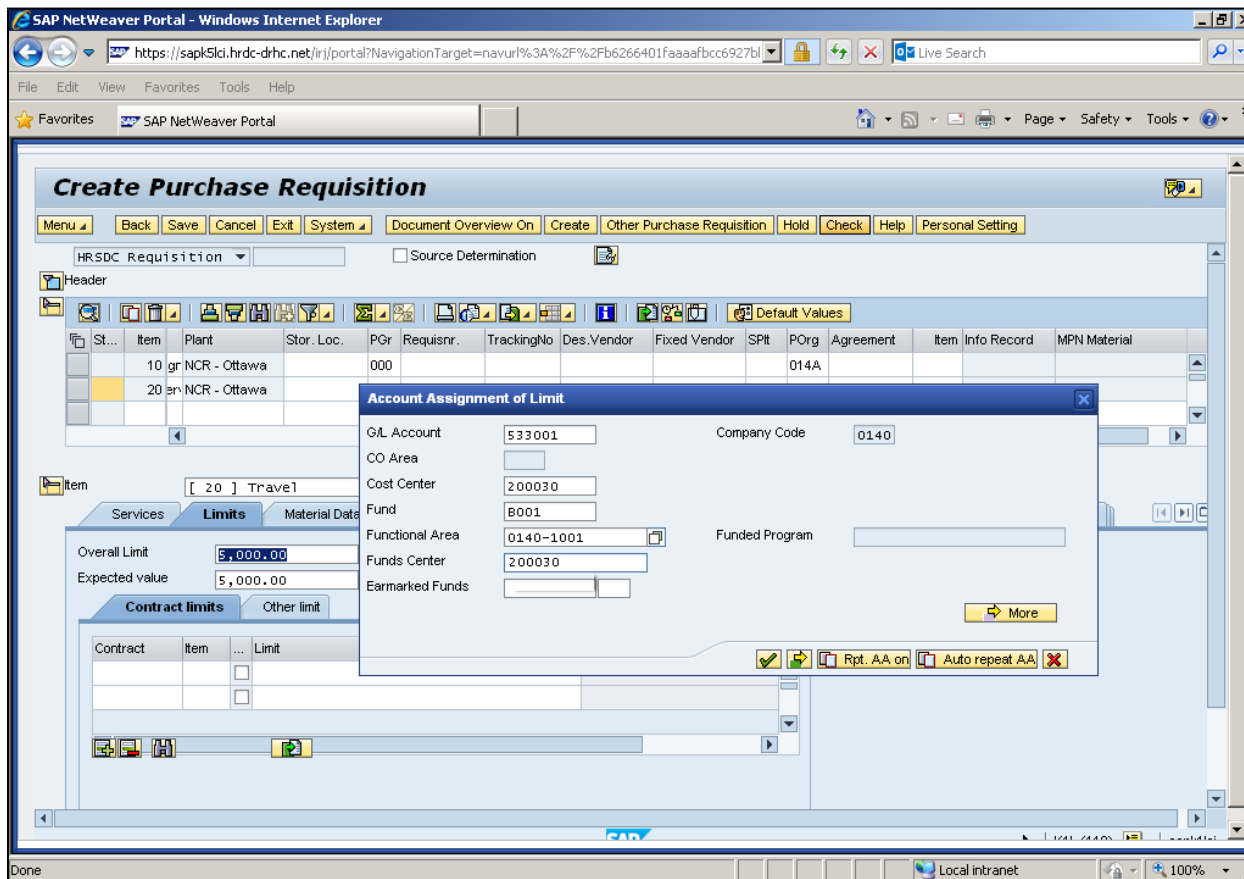 SAP NetWeaver Portal - Windows Internet Explorer
https://sapk5lci.hrdc-drhc.net/irj/portal?NavigationTarget=navurl%3A%2F%2Fb6266401faaaafbcc6927bl
Live Search
File Edit View Favorites Tools Help
Favorites SAP NetWeaver Portal Page Safety Tools
Create Purchase Requisition
Menu Back Save Cancel Exit System Document Overview On Create Other Purchase Requisition Hold Check Help Personal Setting
HRSDC Requisition Source Determination
Header
Default Values
St... Item Plant Stor. Loc. PGr Requisnr. TrackingNo Des.Vendor Fixed Vendor SPlt POrg Agreement Item Info Record MPN Material
10 gr NCR - Ottawa 000 014A
20 erv NCR - Ottawa
Account Assignment of Limit
G/L Account 533001 Company Code 0140
CO Area
Cost Center 200030
Fund B001
Functional Area 0140-1001 Funded Program
Funds Center 200030
Earmarked Funds
More
Rpt. AA on Auto repeat AA
Item [ 20 ] Travel
Services Limits Material Data
Overall Limit 5,000.00
Expected value 5,000.00
Contract limits Other limit
Contract Item ... Limit
SAP
Done Local intranet 100%